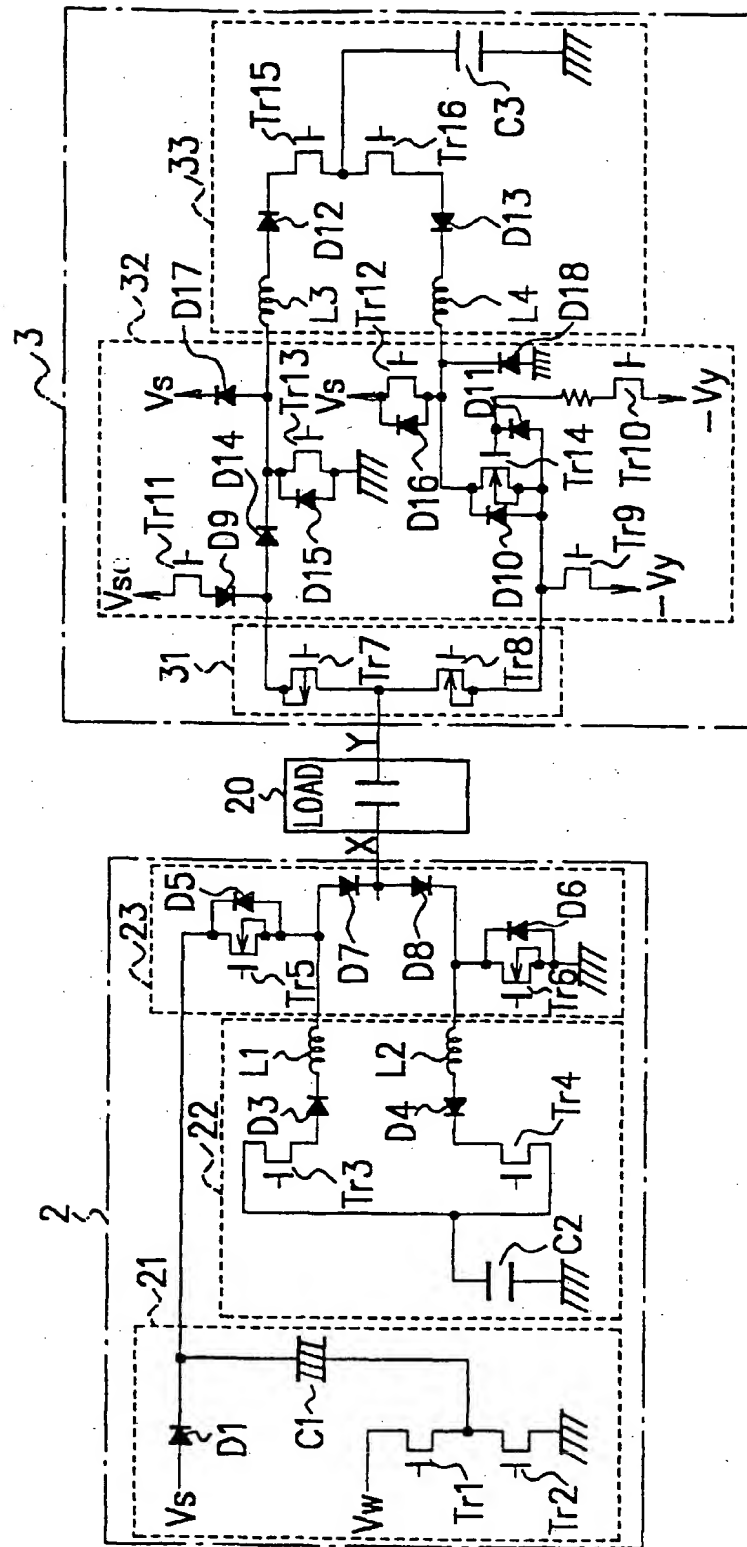 2
21
Vs
D1
C1
Vw
Tr1
Tr2
22
Tr3
D3
L1
D4
L2
Tr4
C2
23
D5
Tr5
D7
D8
D6
Tr6
X
20
LOAD
Y
3
31
Tr7
Tr8
32
Vsc
Tr11
D9
D14
Vs
D17
Tr13
D15
Vs
Tr12
D16
D18
D11
D10
Tr14
Tr10
-Vy
Tr9
-Vy
33
L3
D12
Tr15
Tr16
L4
D13
C3